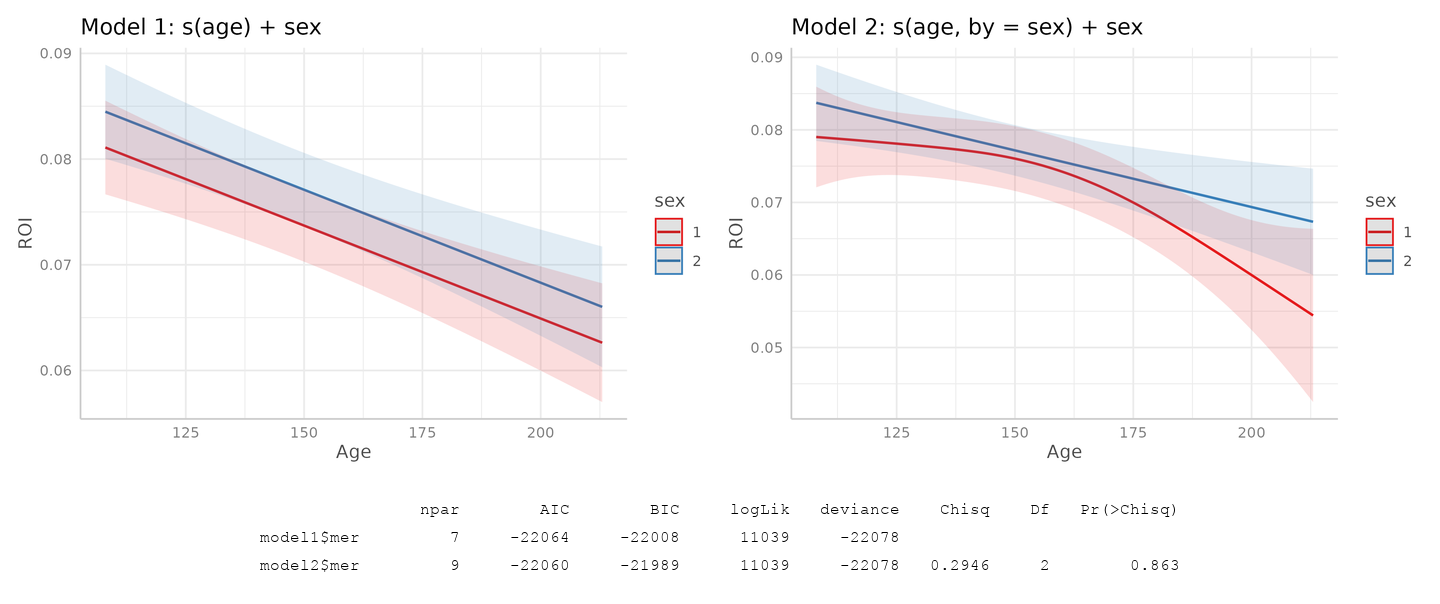 Model 1: s(age) + sex
0.09
0.08
0.07
0.06
ROI
125 150 175 200
Age
sex
1
2
Model 2: s(age, by = sex) + sex
0.09
0.08
0.07
0.06
0.05
ROI
125 150 175 200
Age
sex
1
2
npar AIC BIC logLik deviance Chisq Df Pr(>Chisq)
model1$mer 7 -22064 -22008 11039 -22078
model2$mer 9 -22060 -21989 11039 -22078 0.2946 2 0.863